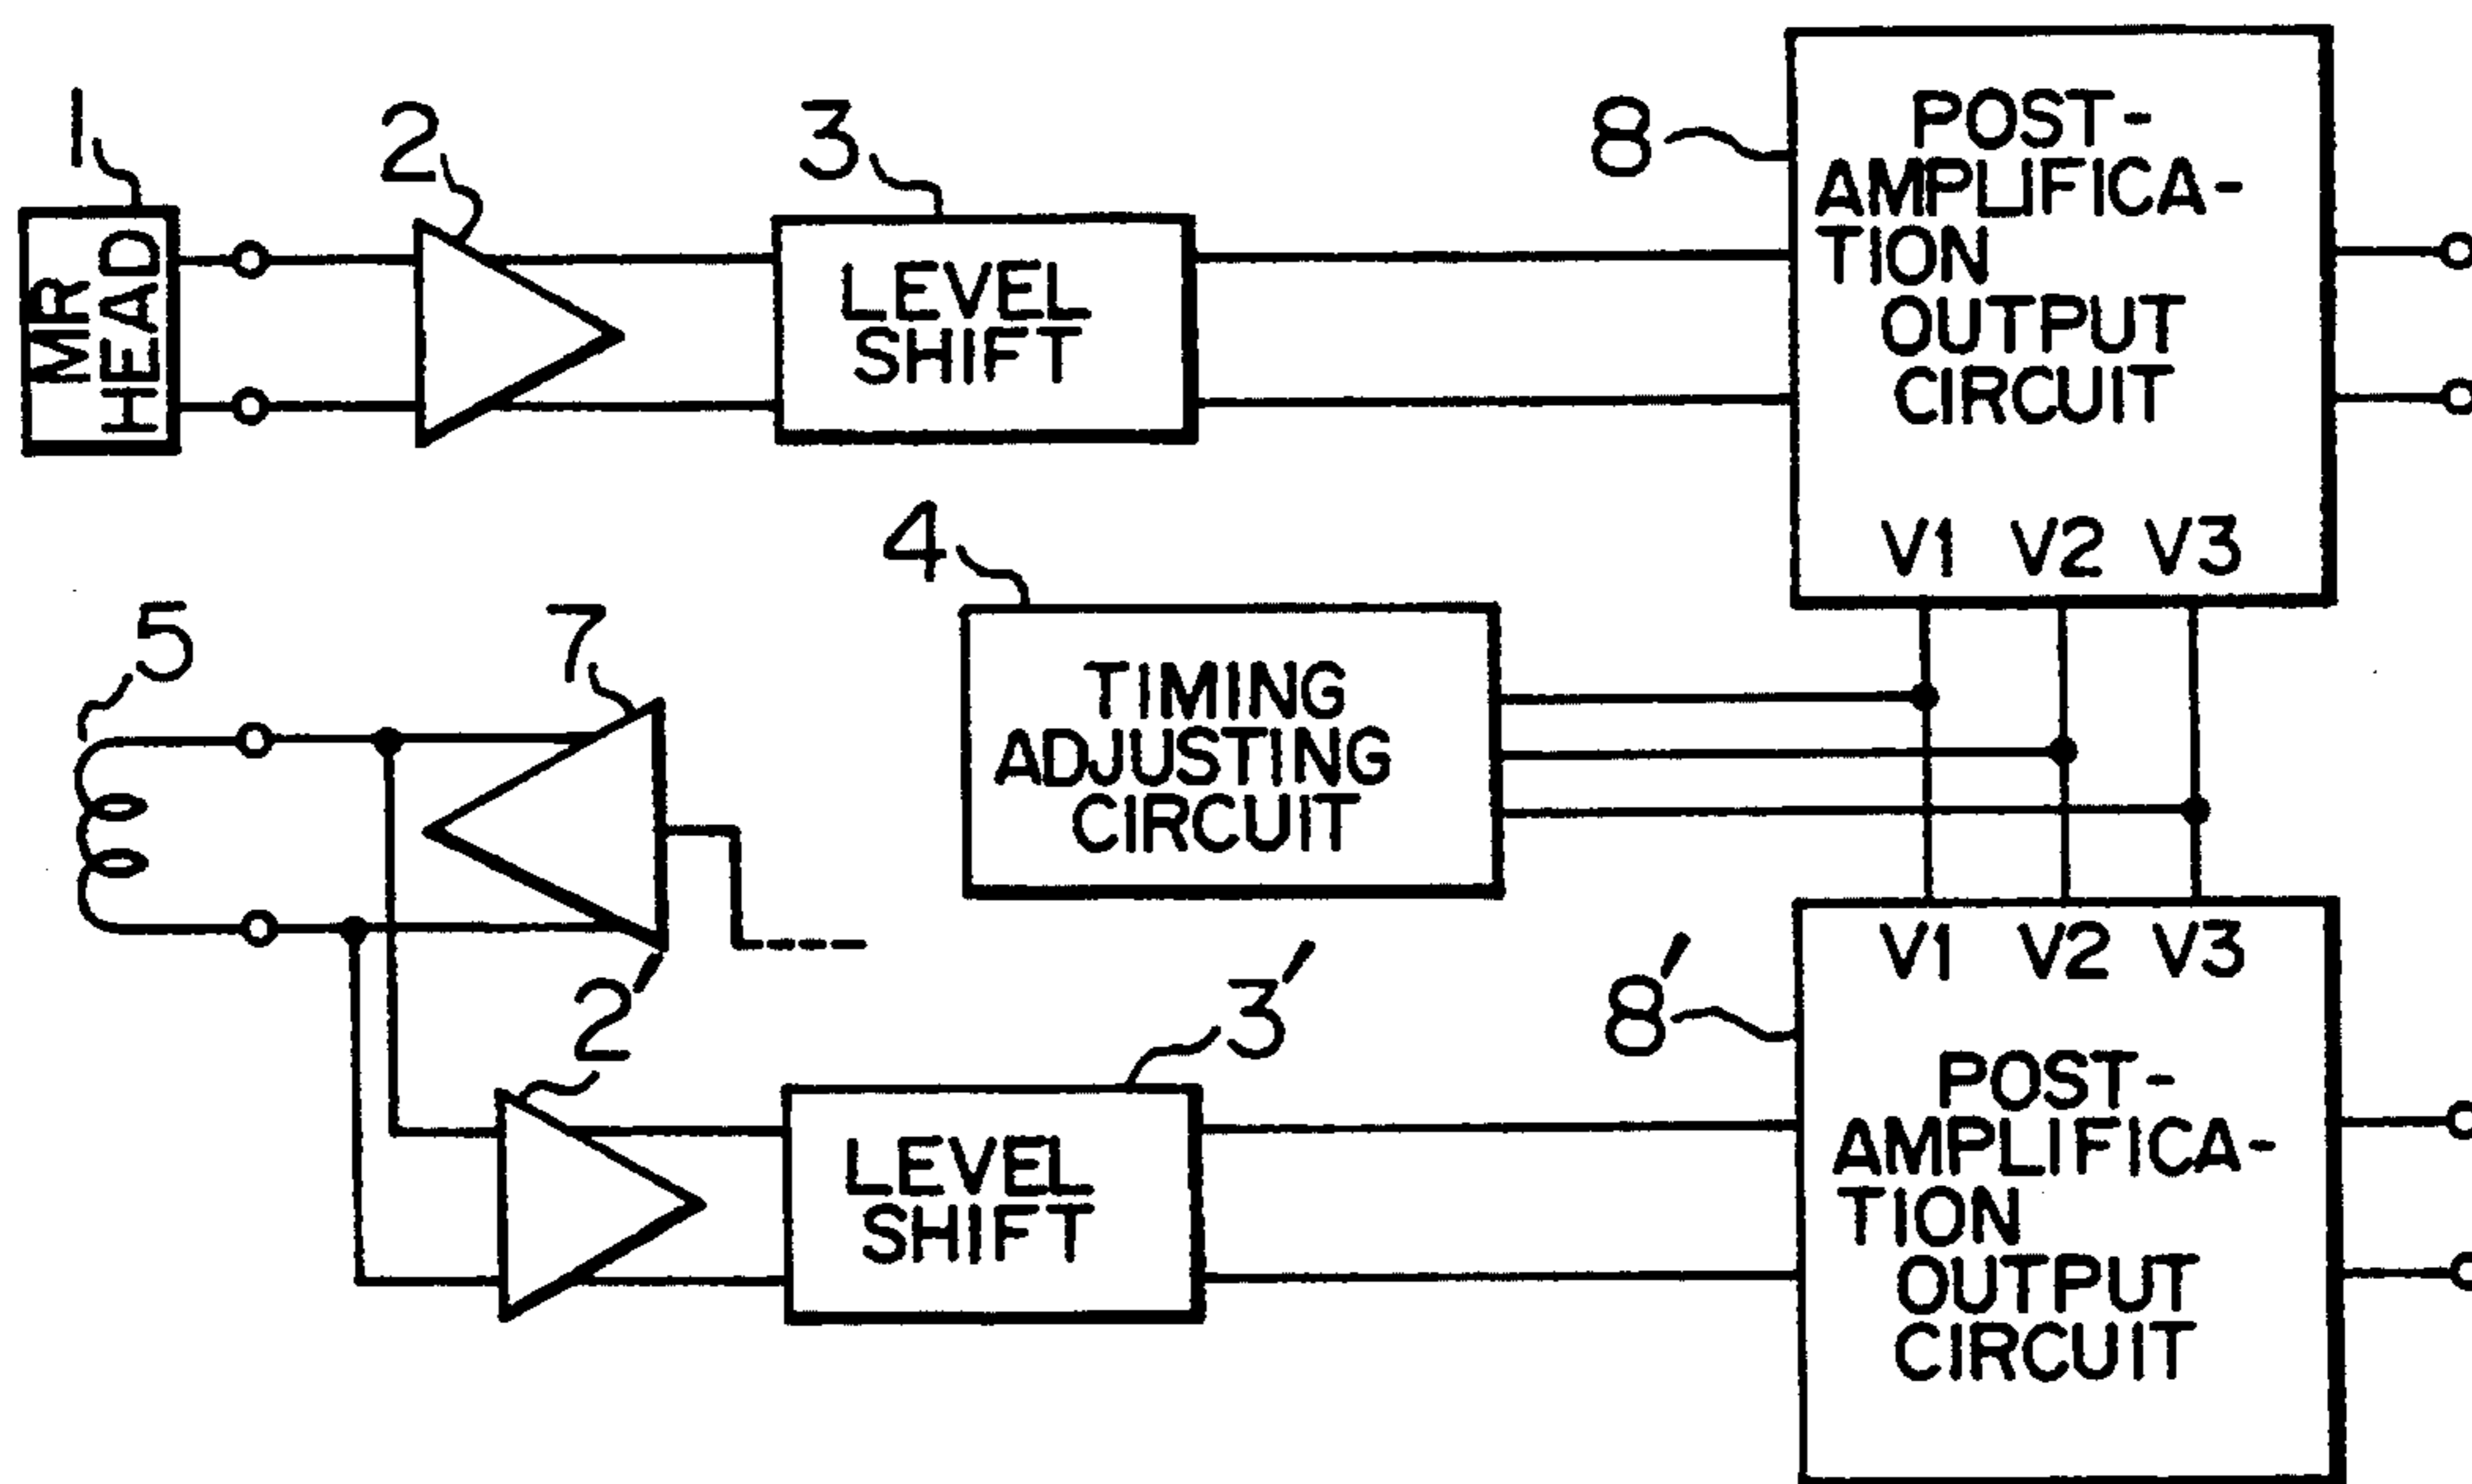 1
2
3
8
MR
HEAD
LEVEL
SHIFT
POST-
AMPLIFICA-
TION
OUTPUT
CIRCUIT
V1 V2 V3
4
5
7
TIMING
ADJUSTING
CIRCUIT
2'
3'
8'
V1 V2 V3
LEVEL
SHIFT
POST-
AMPLIFICA-
TION
OUTPUT
CIRCUIT